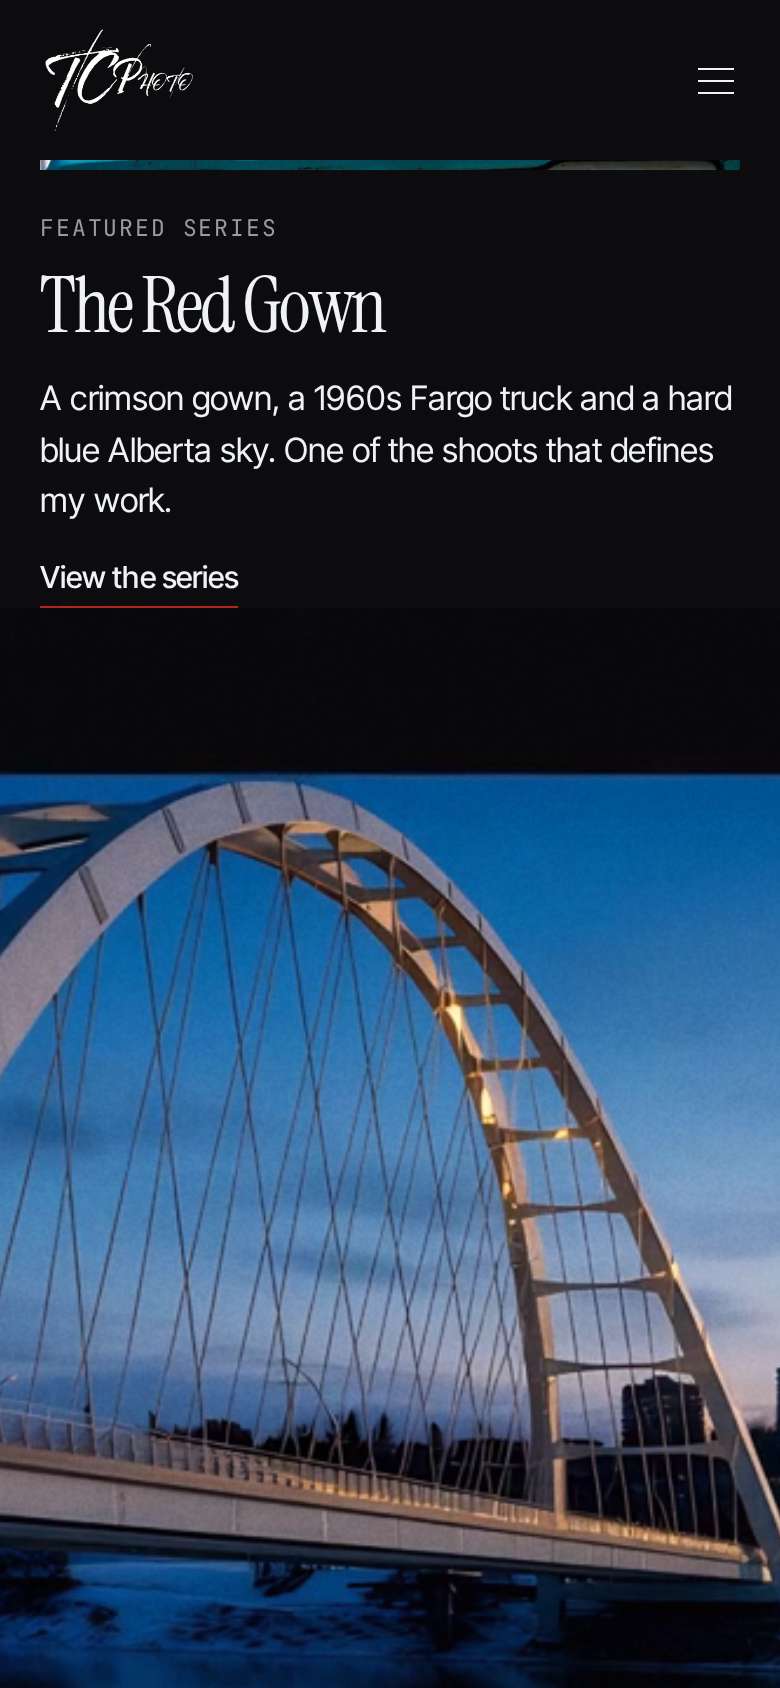 TCPhoto
FEATURED SERIES
The Red Gown
A crimson gown, a 1960s Fargo truck and a hard
blue Alberta sky. One of the shoots that defines
my work.
View the series